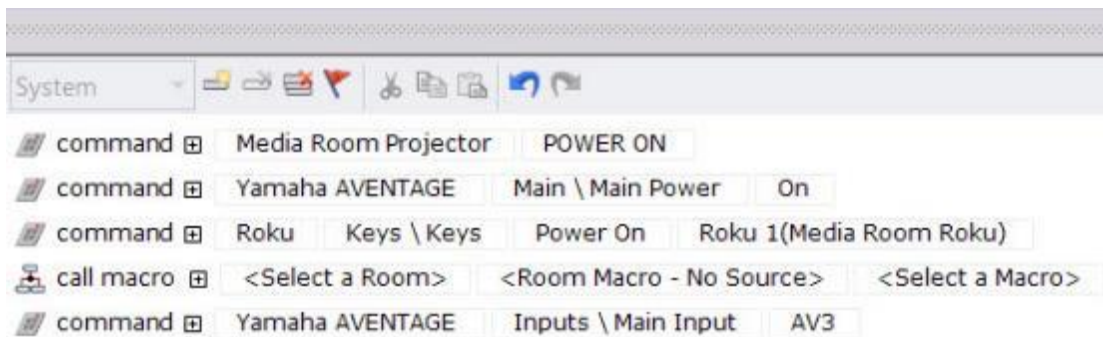 System
command Media Room Projector POWER ON
command Yamaha AVENTAGE Main \ Main Power On
command Roku Keys \ Keys Power On Roku 1(Media Room Roku)
call macro <Select a Room> <Room Macro - No Source> <Select a Macro>
command Yamaha AVENTAGE Inputs \ Main Input AV3